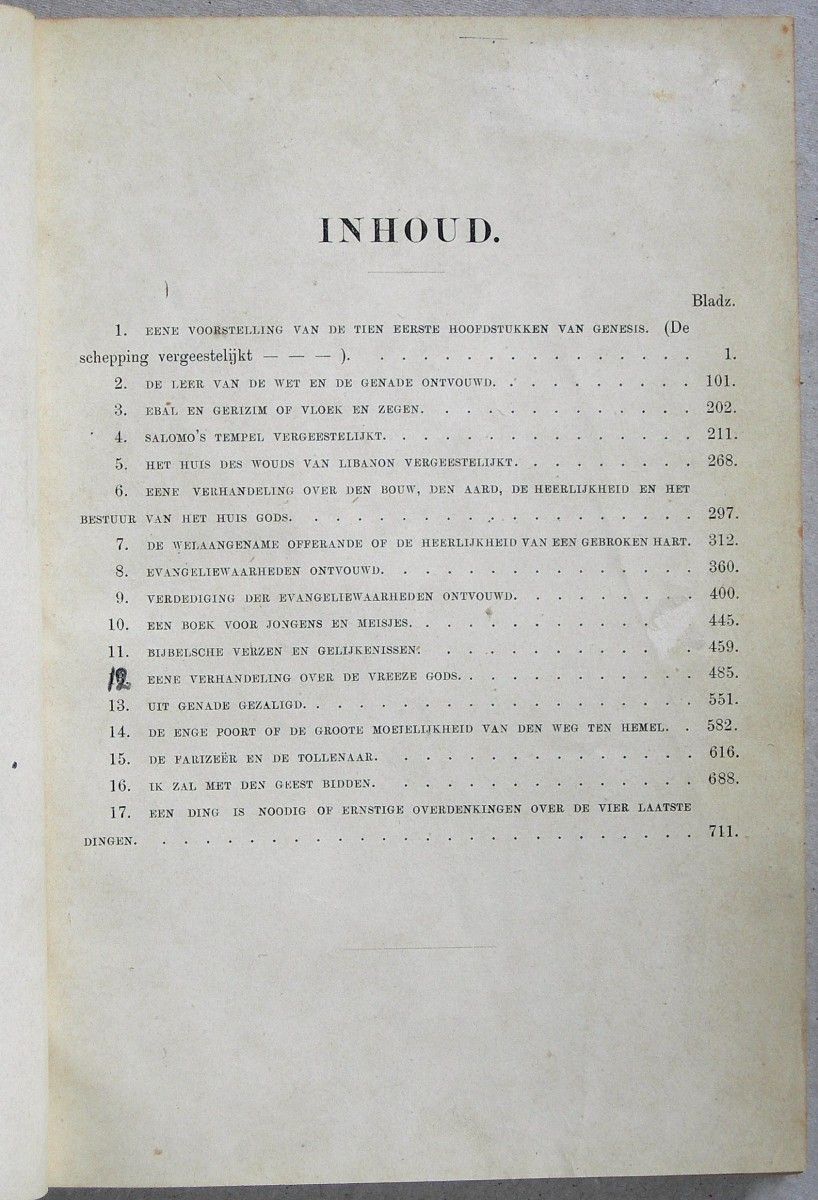 INHOUD.
Bladz.
1. EENE VOORSTELLING VAN DE TIEN EERSTE HOOFDSTUKKEN VAN GENESIS. (De
schepping vergeestelijkt — — — ). . . . . . . . . . . . . . . 1.
2. DE LEER VAN DE WET EN DE GENADE ONTVOUWD. . . . . . . . . . 101.
3. EBAL EN GERIZIM OF VLOEK EN ZEGEN. . . . . . . . . . . . . 202.
4. SALOMO'S TEMPEL VERGEESTELIJKT. . . . . . . . . . . . . . 211.
5. HET HUIS DES WOUDS VAN LIBANON VERGEESTELIJKT. . . . . . . . . 268.
6. EENE VERHANDELING OVER DEN BOUW, DEN AARD, DE HEERLIJKHEID EN HET
BESTUUR VAN HET HUIS GODS. . . . . . . . . . . . . . . . . 297.
7. DE WELAANGENAME OFFERANDE OF DE HEERLIJKHEID VAN EEN GEBROKEN HART. 312.
8. EVANGELIEWAARHEDEN ONTVOUWD. . . . . . . . . . . . . . 360.
9. VERDEDIGING DER EVANGELIEWAARHEDEN ONTVOUWD. . . . . . . . . 400.
10. EEN BOEK VOOR JONGENS EN MEISJES. . . . . . . . . . . . . 445.
11. BIJBELSCHE VERZEN EN GELIJKENISSEN. . . . . . . . . . . . 459.
12 EENE VERHANDELING OVER DE VREEZE GODS. . . . . . . . . . . 485.
13. UIT GENADE GEZALIGD. . . . . . . . . . . . . . . . . 551.
14. DE ENGE POORT OF DE GROOTE MOEIELIJKHEID VAN DEN WEG TEN HEMEL. . 582.
15. DE FARIZEËR EN DE TOLLENAAR. . . . . . . . . . . . . . 616.
16. IK ZAL MET DEN GEEST BIDDEN. . . . . . . . . . . . . . 688.
17. EEN DING IS NOODIG OF ERNSTIGE OVERDENKINGEN OVER DE VIER LAATSTE
DINGEN. . . . . . . . . . . . . . . . . . . . . . 711.